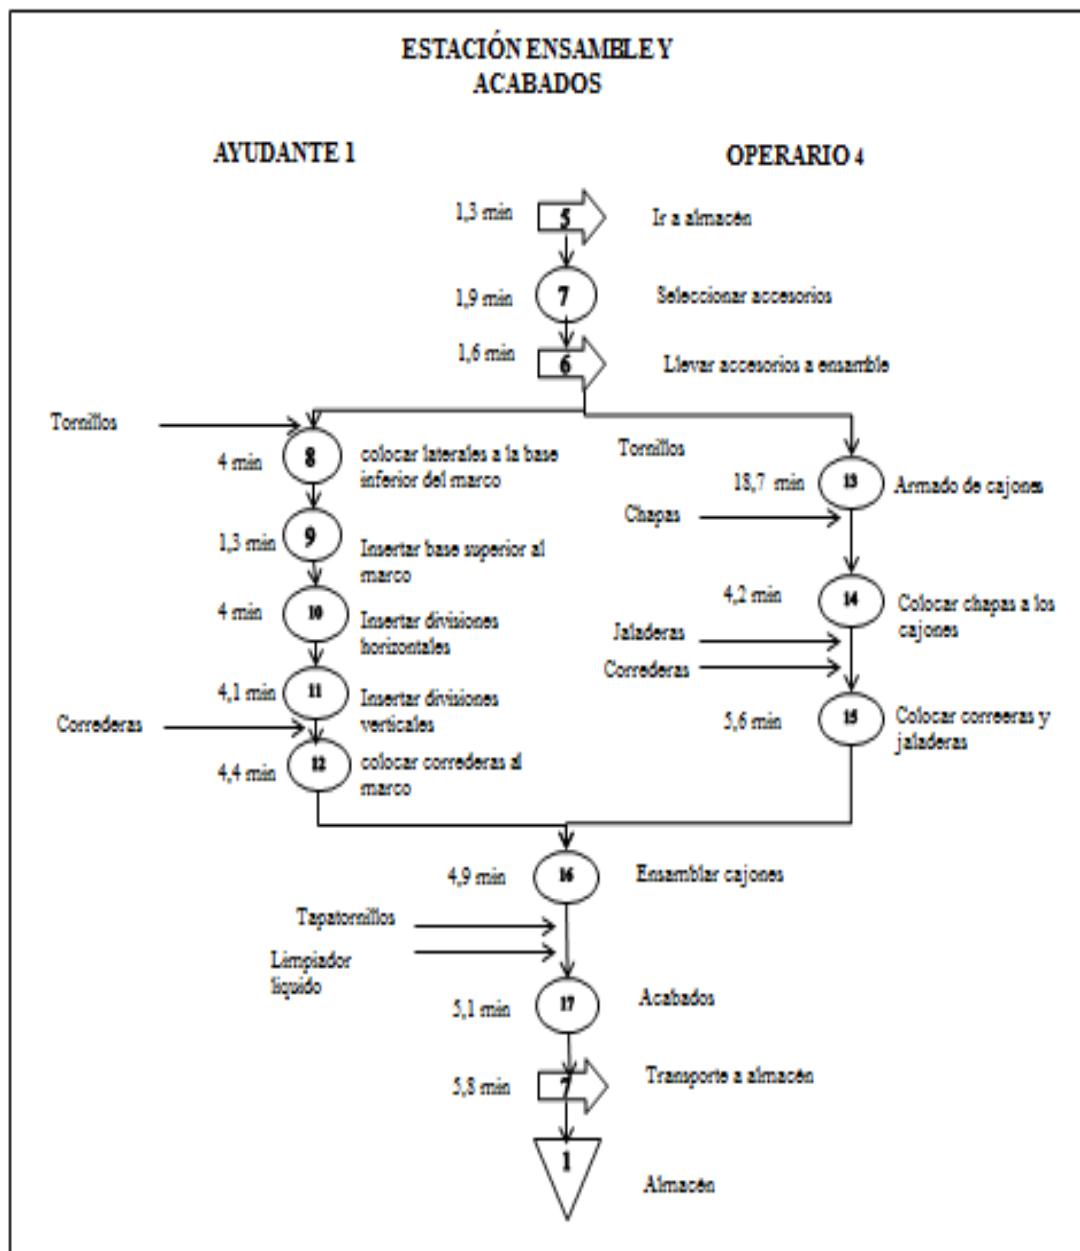 ESTACIÓN ENSAMBLE Y
ACABADOS
AYUDANTE 1
OPERARIO 4
1,3 min
5
Ir a almacén
1,9 min
7
Seleccionar accesorios
1,6 min
6
Llevar accesorios a ensamble
Tornillos
4 min
8
colocar laterales a la base
inferior del marco
1,3 min
9
Insertar base superior al
marco
4 min
10
Insertar divisiones
horizontales
4,1 min
11
Insertar divisiones
verticales
Correderas
4,4 min
12
colocar correderas al
marco
Tornillos
18,7 min
13
Armado de cajones
Chapas
4,2 min
14
Colocar chapas a los
cajones
Jaladeras
Correderas
5,6 min
15
Colocar correeras y
jaladeras
4,9 min
16
Ensamblar cajones
Tapatornillos
Limpiador
liquido
5,1 min
17
Acabados
5,8 min
7
Transporte a almacén
1
Almacén